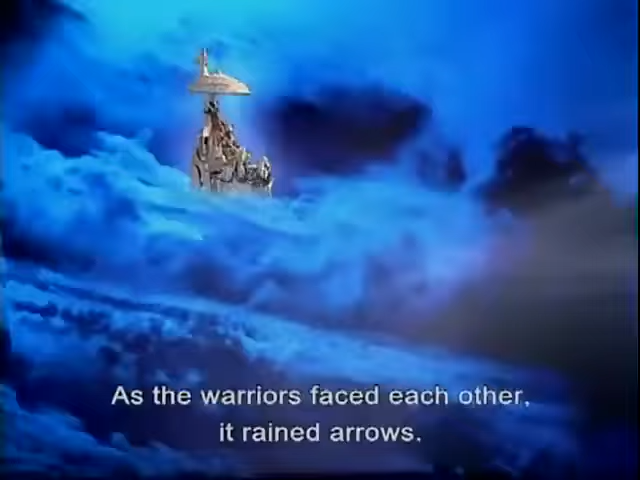 As the warriors faced each other,
it rained arrows.